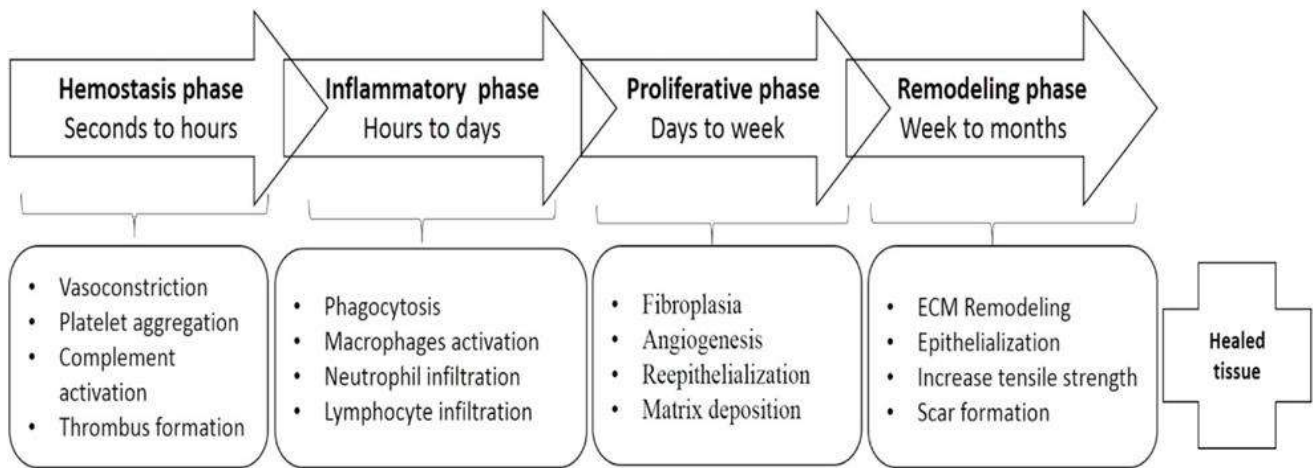 Hemostasis phase
Seconds to hours
Inflammatory phase
Hours to days
Proliferative phase
Days to week
Remodeling phase
Week to months
• Vasoconstriction
• Platelet aggregation
• Complement
activation
• Thrombus formation
• Phagocytosis
• Macrophages activation
• Neutrophil infiltration
• Lymphocyte infiltration
• Fibroplasia
• Angiogenesis
• Reepithelialization
• Matrix deposition
• ECM Remodeling
• Epithelialization
• Increase tensile strength
• Scar formation
Healed
tissue